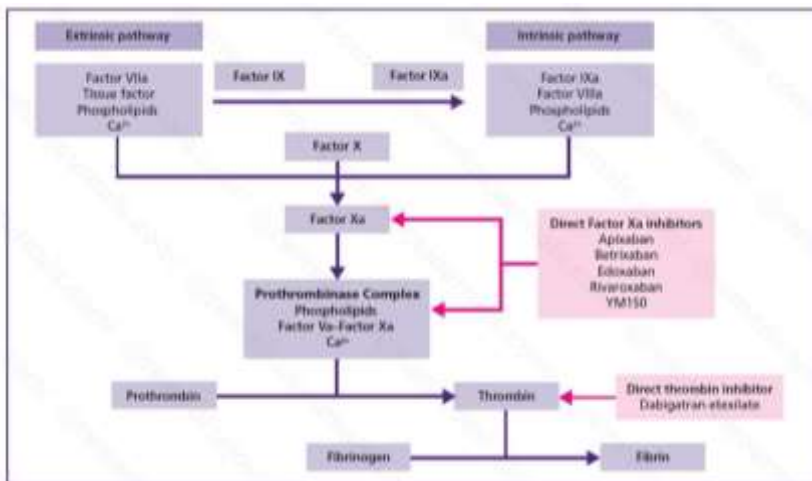 Extrinsic pathway
Intrinsic pathway
Factor VIIa
Tissue factor
Phospholipids
Ca²⁺
Factor IX
Factor IXa
Factor IXa
Factor VIIIa
Phospholipids
Ca²⁺
Factor X
Factor Xa
Direct Factor Xa inhibitors
Apixaban
Betrixaban
Edoxaban
Rivaroxaban
YM150
Prothrombinase Complex
Phospholipids
Factor Va-Factor Xa
Ca²⁺
Prothrombin
Thrombin
Direct thrombin inhibitor
Dabigatran etexilate
Fibrinogen
Fibrin